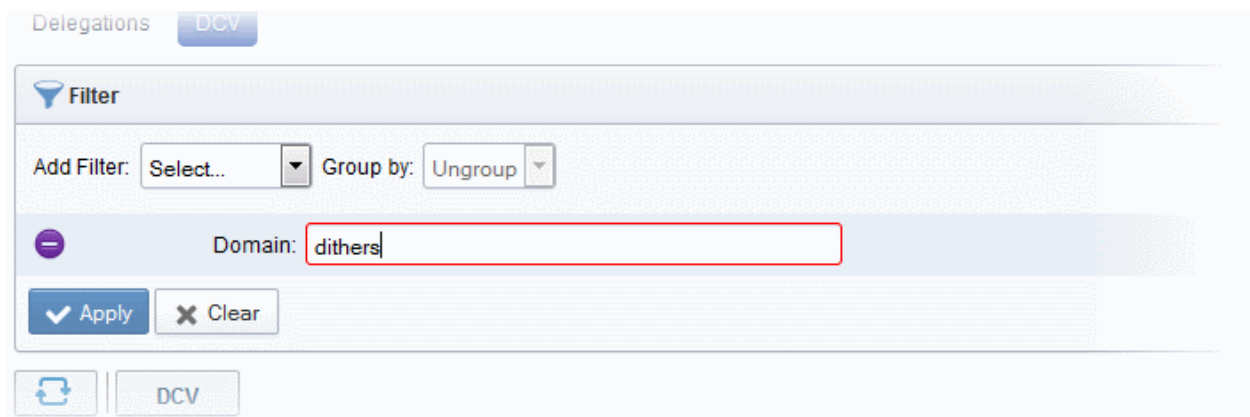 Delegations DCV
Filter
Add Filter: Select... Group by: Ungroup
Domain: dithers
Apply Clear
DCV